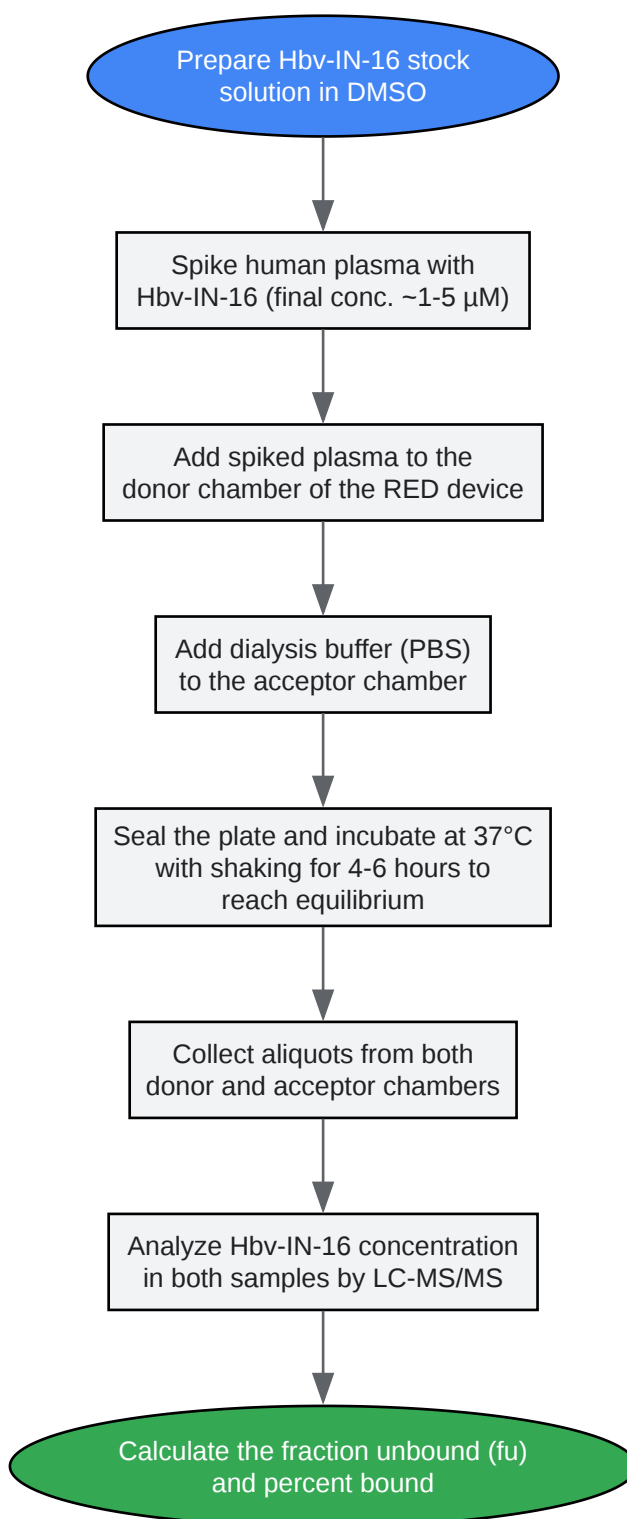 Prepare Hbv-IN-16 stock
solution in DMSO
Spike human plasma with
Hbv-IN-16 (final conc. ~1-5 µM)
Add spiked plasma to the
donor chamber of the RED device
Add dialysis buffer (PBS)
to the acceptor chamber
Seal the plate and incubate at 37°C
with shaking for 4-6 hours to
reach equilibrium
Collect aliquots from both
donor and acceptor chambers
Analyze Hbv-IN-16 concentration
in both samples by LC-MS/MS
Calculate the fraction unbound (fu)
and percent bound